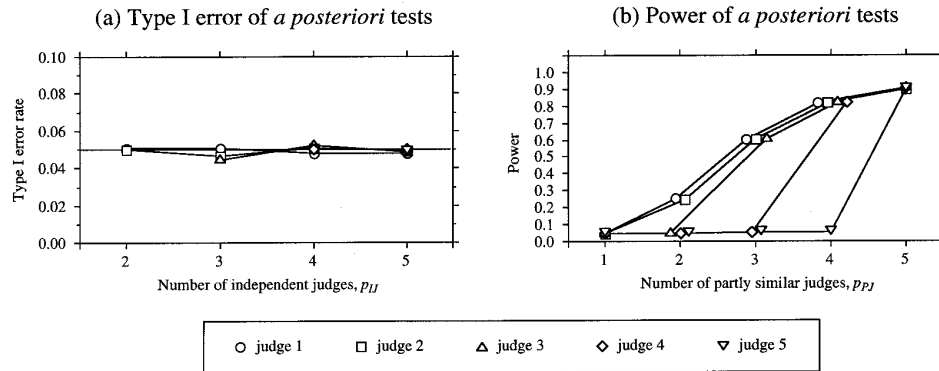 (a) Type I error of a posteriori tests
(b) Power of a posteriori tests
0.10
0.08
0.06
0.04
0.02
0.00
Type I error rate
2 3 4 5
Number of independent judges, pIJ
1.0
0.9
0.8
0.7
0.6
0.5
0.4
0.3
0.2
0.1
0.0
Power
1 2 3 4 5
Number of partly similar judges, pPJ
judge 1 judge 2 judge 3 judge 4 judge 5